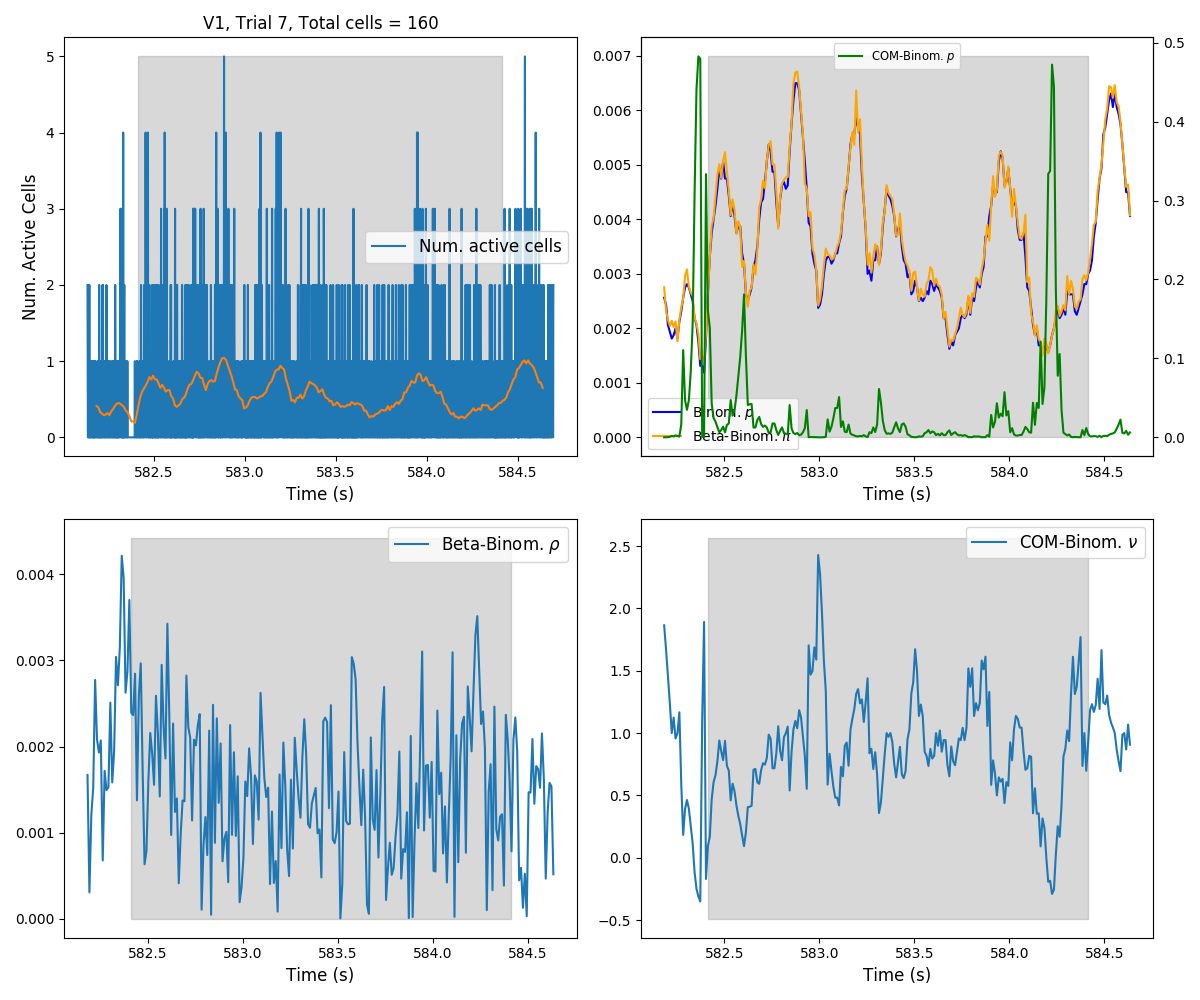 V1, Trial 7, Total cells = 160
Num. Active Cells
5
4
3
2
1
0
Num. active cells
582.5 583.0 583.5 584.0 584.5
Time (s)
COM-Binom. p
0.007
0.006
0.005
0.004
0.003
0.002
0.001
0.000
0.5
0.4
0.3
0.2
0.1
0.0
Binom. p
Beta-Binom. π
582.5 583.0 583.5 584.0 584.5
Time (s)
Beta-Binom. ρ
0.004
0.003
0.002
0.001
0.000
582.5 583.0 583.5 584.0 584.5
Time (s)
COM-Binom. ν
2.5
2.0
1.5
1.0
0.5
0.0
−0.5
582.5 583.0 583.5 584.0 584.5
Time (s)